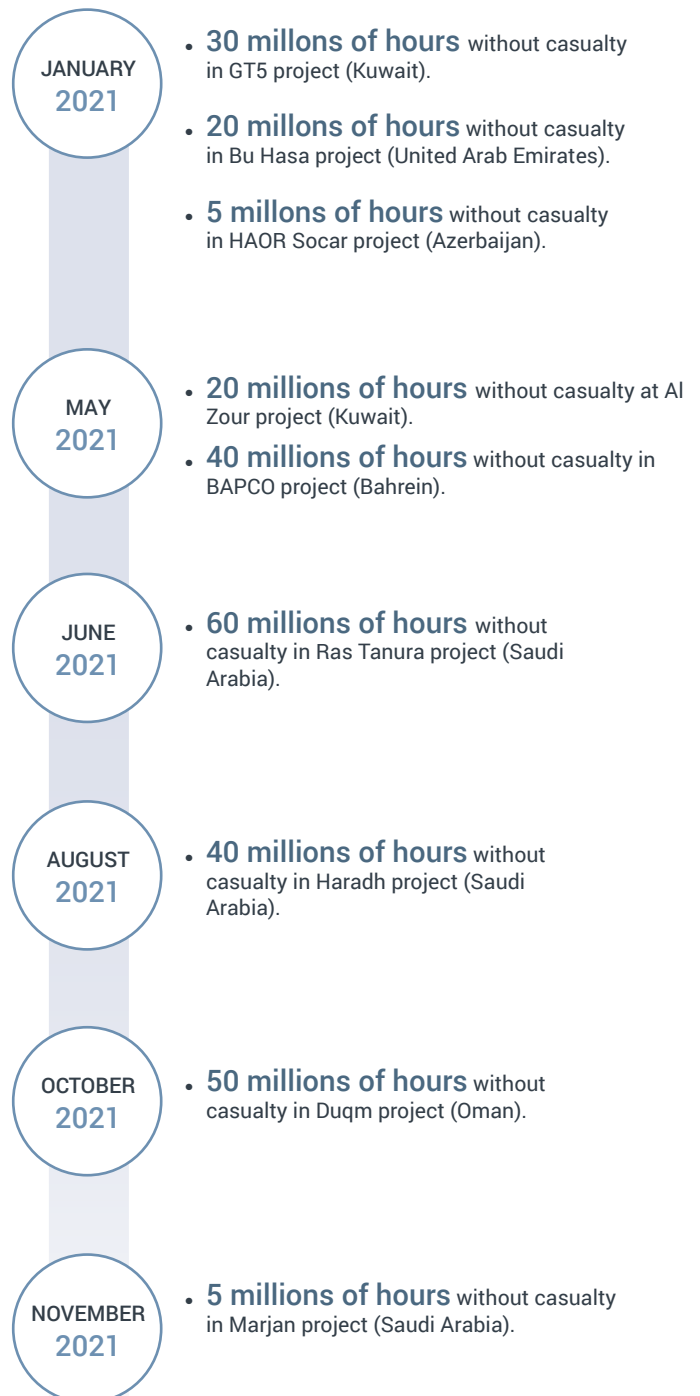 JANUARY
2021
• 30 millons of hours without casualty
in GT5 project (Kuwait).
• 20 millons of hours without casualty
in Bu Hasa project (United Arab Emirates).
• 5 millons of hours without casualty
in HAOR Socar project (Azerbaijan).
MAY
2021
• 20 millions of hours without casualty at Al
Zour project (Kuwait).
• 40 millions of hours without casualty in
BAPCO project (Bahrein).
JUNE
2021
• 60 millions of hours without
casualty in Ras Tanura project (Saudi
Arabia).
AUGUST
2021
• 40 millions of hours without
casualty in Haradh project (Saudi
Arabia).
OCTOBER
2021
• 50 millions of hours without
casualty in Duqm project (Oman).
NOVEMBER
2021
• 5 millions of hours without casualty
in Marjan project (Saudi Arabia).